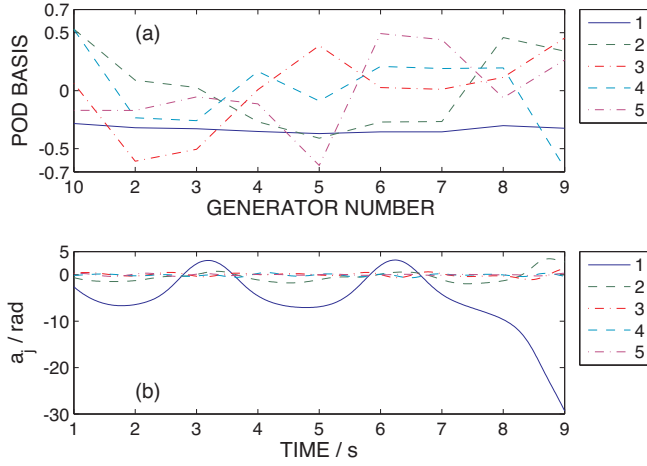 0.7
0.5
0
-0.5
-0.7
POD BASIS
(a)
10 2 3 4 5 6 7 8 9
GENERATOR NUMBER
1
2
3
4
5
5
0
-10
-20
-30
a_j / rad
(b)
1 2 3 4 5 6 7 8 9
TIME / s
1
2
3
4
5